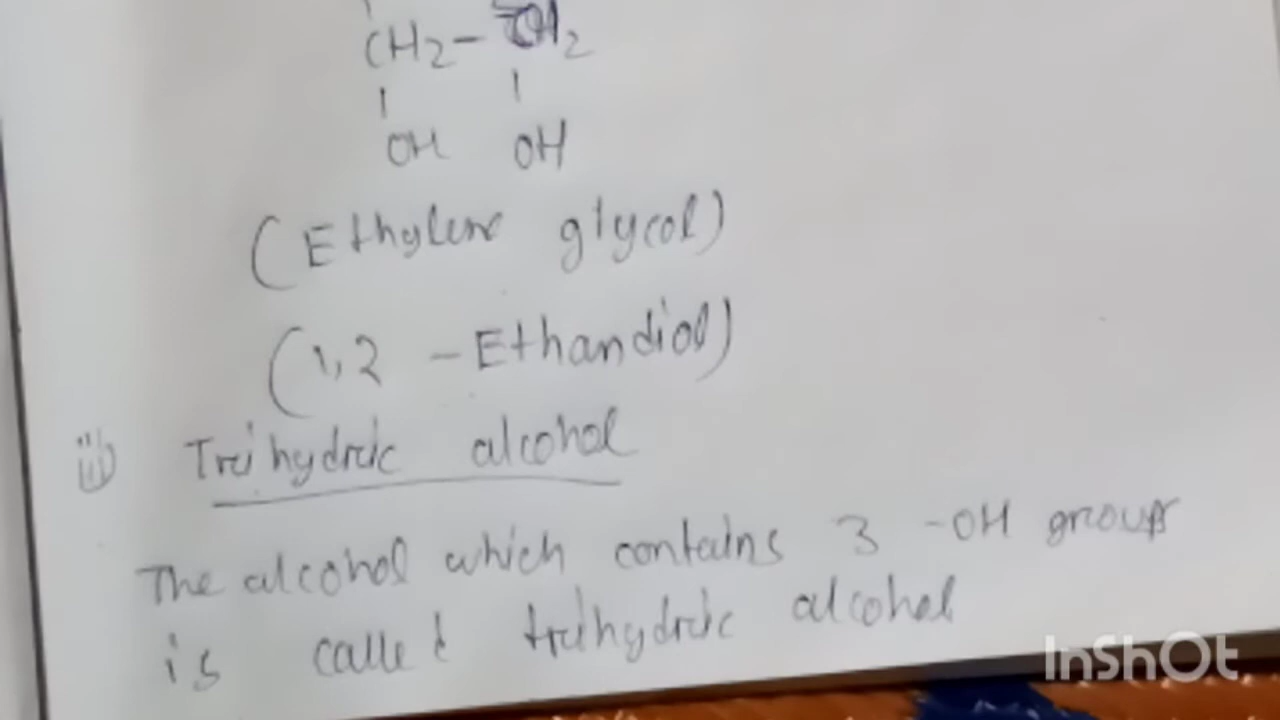 CH2 - CH2
OH OH
(Ethylene glycol)
(1,2 - Ethandiol)
iii) Trihydric alcohol
The alcohol which contains 3 -OH groups
is called trihydric alcohol
InShOt